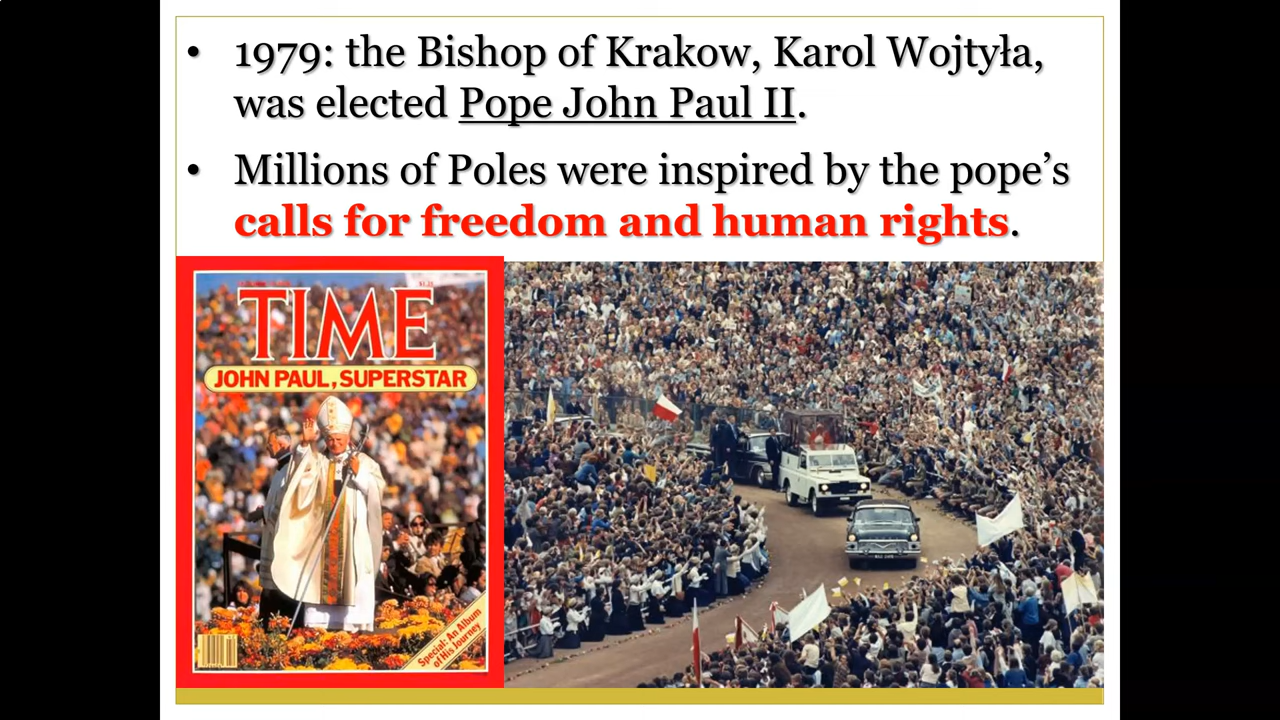 • 1979: the Bishop of Krakow, Karol Wojtyła,
was elected Pope John Paul II.
• Millions of Poles were inspired by the pope’s
calls for freedom and human rights.
TIME
JOHN PAUL, SUPERSTAR
Special: An Album
of His Journey